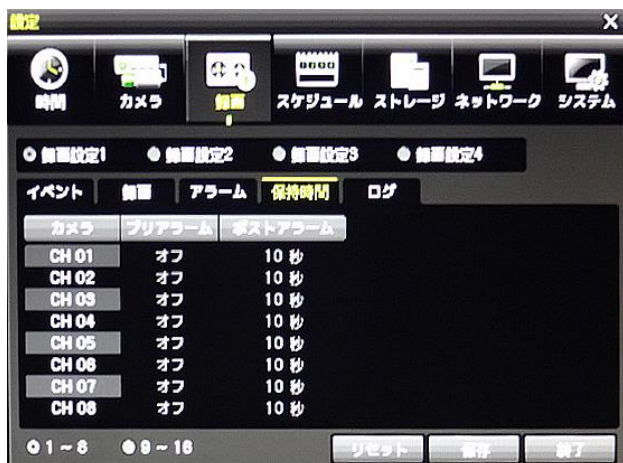 設定 X
時間 カメラ 録画 スケジュール ストレージ ネットワーク システム
録画設定1 録画設定2 録画設定3 録画設定4
イベント 録画 アラーム 保持時間 ログ
カメラ プリアラーム ポストアラーム
CH 01 オフ 10 秒
CH 02 オフ 10 秒
CH 03 オフ 10 秒
CH 04 オフ 10 秒
CH 05 オフ 10 秒
CH 06 オフ 10 秒
CH 07 オフ 10 秒
CH 08 オフ 10 秒
1 ~ 8 9 ~ 16 リセット 保存 終了